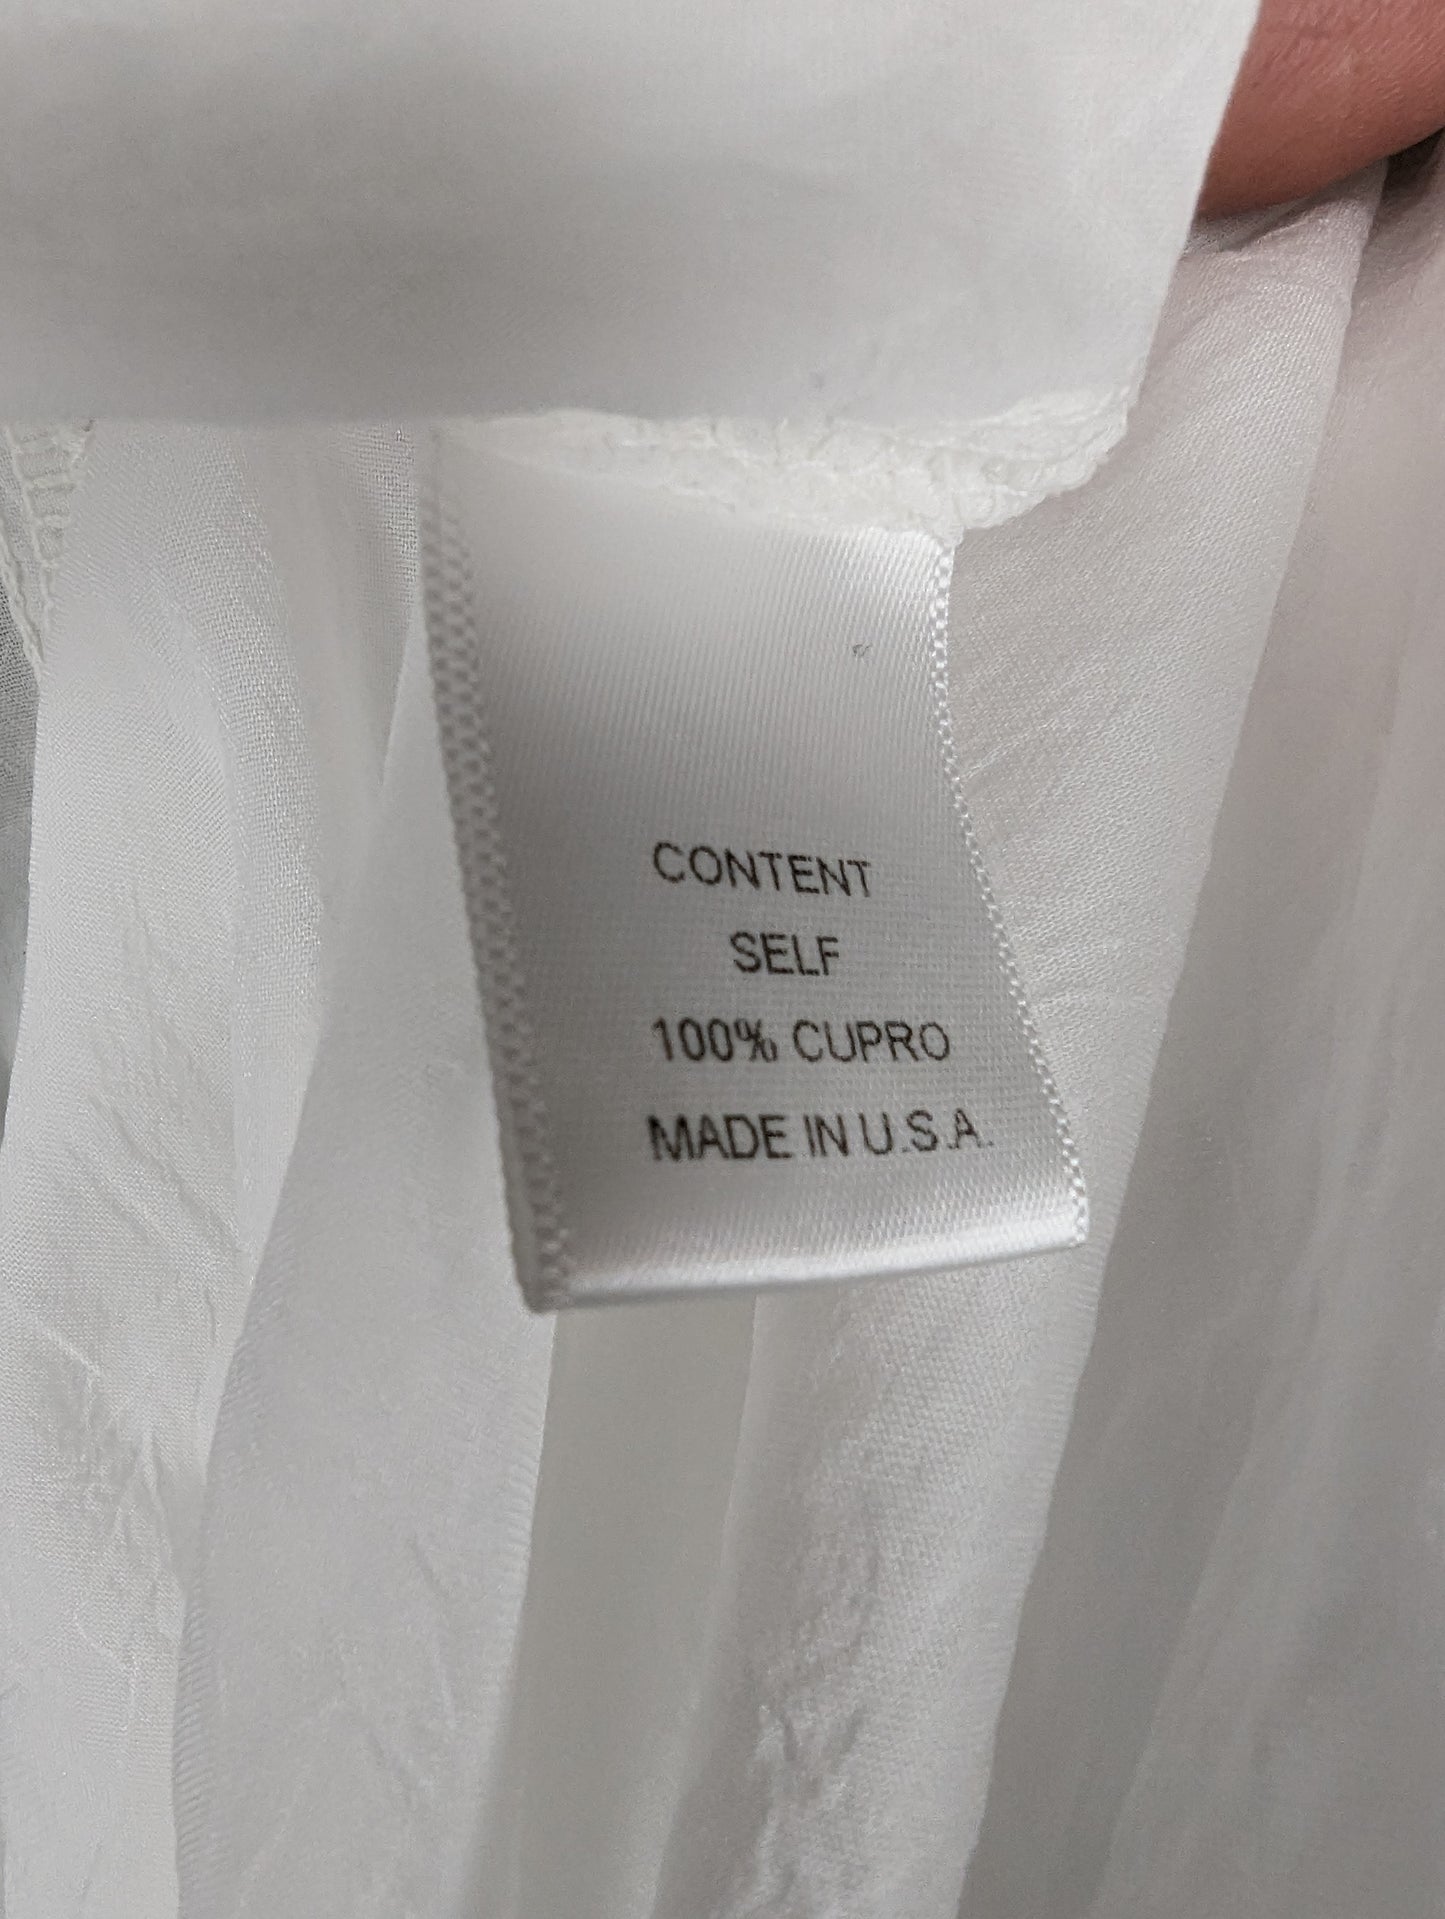 CONTENT
SELF
100% CUPRO
MADE IN U.S.A.